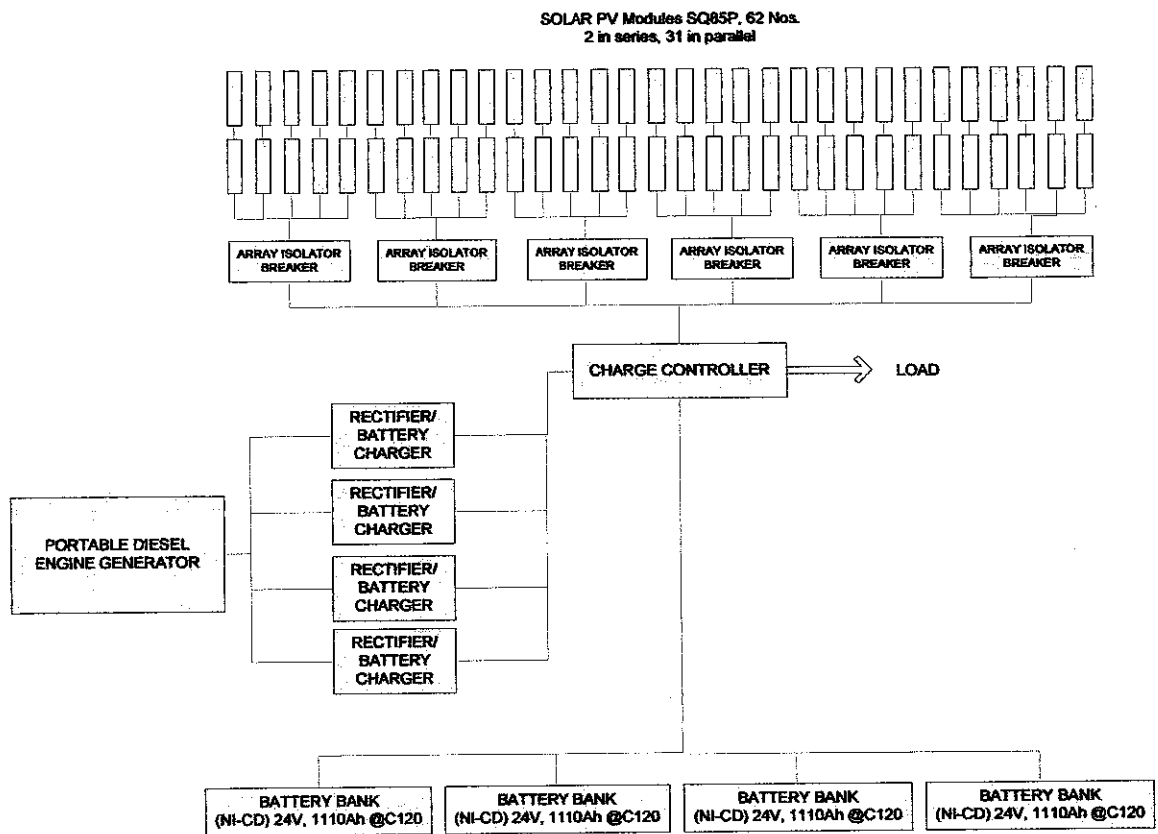 SOLAR PV Modules SQ85P, 62 Nos.
2 in series, 31 in parallel
ARRAY ISOLATOR
BREAKER
ARRAY ISOLATOR
BREAKER
ARRAY ISOLATOR
BREAKER
ARRAY ISOLATOR
BREAKER
ARRAY ISOLATOR
BREAKER
ARRAY ISOLATOR
BREAKER
CHARGE CONTROLLER
LOAD
RECTIFIER/
BATTERY
CHARGER
RECTIFIER/
BATTERY
CHARGER
RECTIFIER/
BATTERY
CHARGER
RECTIFIER/
BATTERY
CHARGER
PORTABLE DIESEL
ENGINE GENERATOR
BATTERY BANK
(NI-CD) 24V, 1110Ah @C120
BATTERY BANK
(NI-CD) 24V, 1110Ah @C120
BATTERY BANK
(NI-CD) 24V, 1110Ah @C120
BATTERY BANK
(NI-CD) 24V, 1110Ah @C120